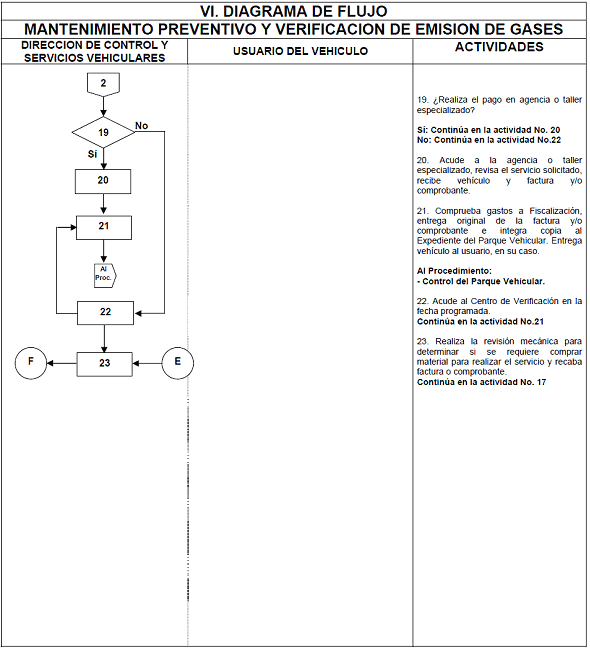 VI. DIAGRAMA DE FLUJO
MANTENIMIENTO PREVENTIVO Y VERIFICACION DE EMISION DE GASES
DIRECCION DE CONTROL Y
SERVICIOS VEHICULARES
USUARIO DEL VEHICULO
ACTIVIDADES
2
19
No
Sí
20
21
Al
Proc.
22
F
23
E
19. ¿Realiza el pago en agencia o taller
especializado?
Sí: Continúa en la actividad No. 20
No: Continúa en la actividad No.22
20. Acude a la agencia o taller
especializado, revisa el servicio solicitado,
recibe vehículo y factura y/o
comprobante.
21. Comprueba gastos a Fiscalización,
entrega original de la factura y/o
comprobante e integra copia al
Expediente del Parque Vehicular. Entrega
vehículo al usuario, en su caso.
Al Procedimiento:
- Control del Parque Vehicular.
22. Acude al Centro de Verificación en la
fecha programada.
Continúa en la actividad No.21
23. Realiza la revisión mecánica para
determinar si se requiere comprar
material para realizar el servicio y recaba
factura o comprobante.
Continúa en la actividad No. 17